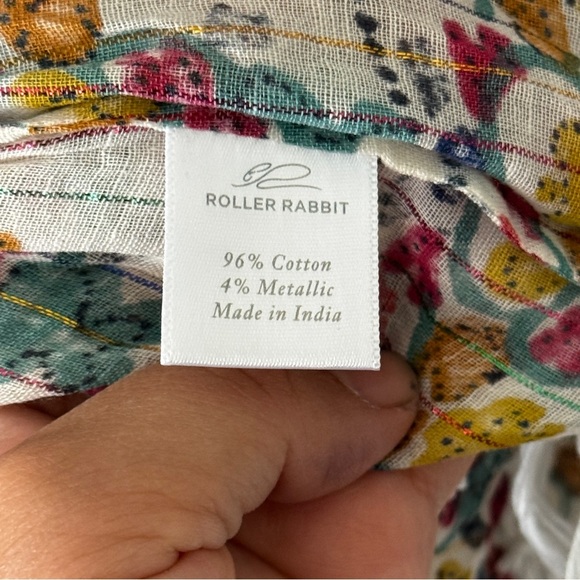 ROLLER RABBIT
96% Cotton
4% Metallic
Made in India